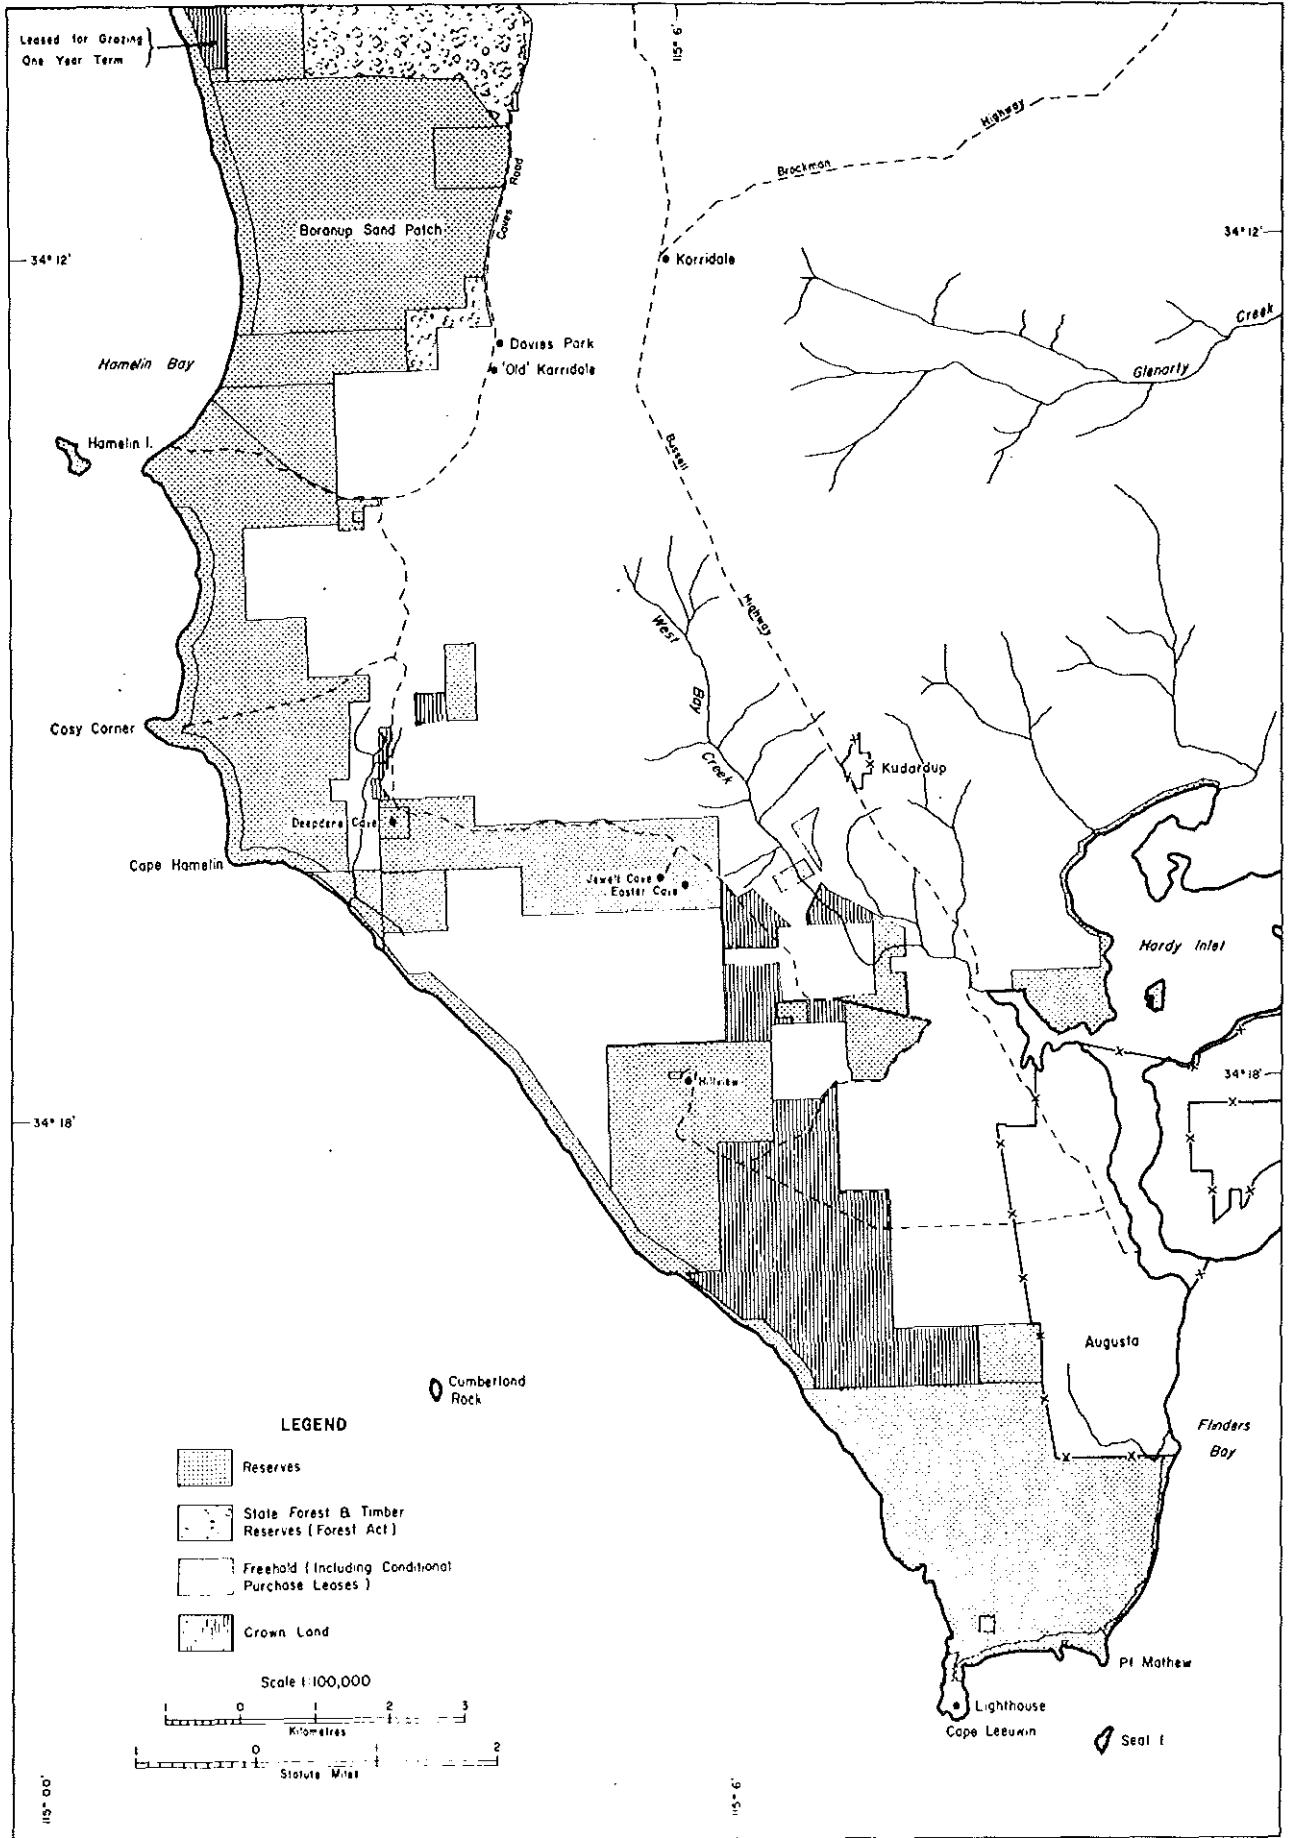 Leased for Grazing
One Year Term
115° 6'
Highway
Brockman
Caves Road
Boranup Sand Patch
34° 12'
34° 12'
Karridale
Creek
Glenarty
Davies Park
'Old' Karridale
Hamelin Bay
Hamelin I.
Bussell
Highway
West
Bay
Creek
Cosy Corner
Kudardup
Deepdene Cave
Cape Hamelin
Jewel Cave
Easter Cave
Hardy Inlet
34° 18'
Hillview
34° 18'
Augusta
Cumberland
Rock
Flinders
Bay
LEGEND
Reserves
State Forest & Timber
Reserves (Forest Act)
Freehold (Including Conditional
Purchase Leases)
Crown Land
Scale 1:100,000
1 0 1 2 3
Kilometres
1 0 1 2
Statute Miles
Pt Mathew
Lighthouse
Cape Leeuwin
Seal I
115° 00'
115° 6'